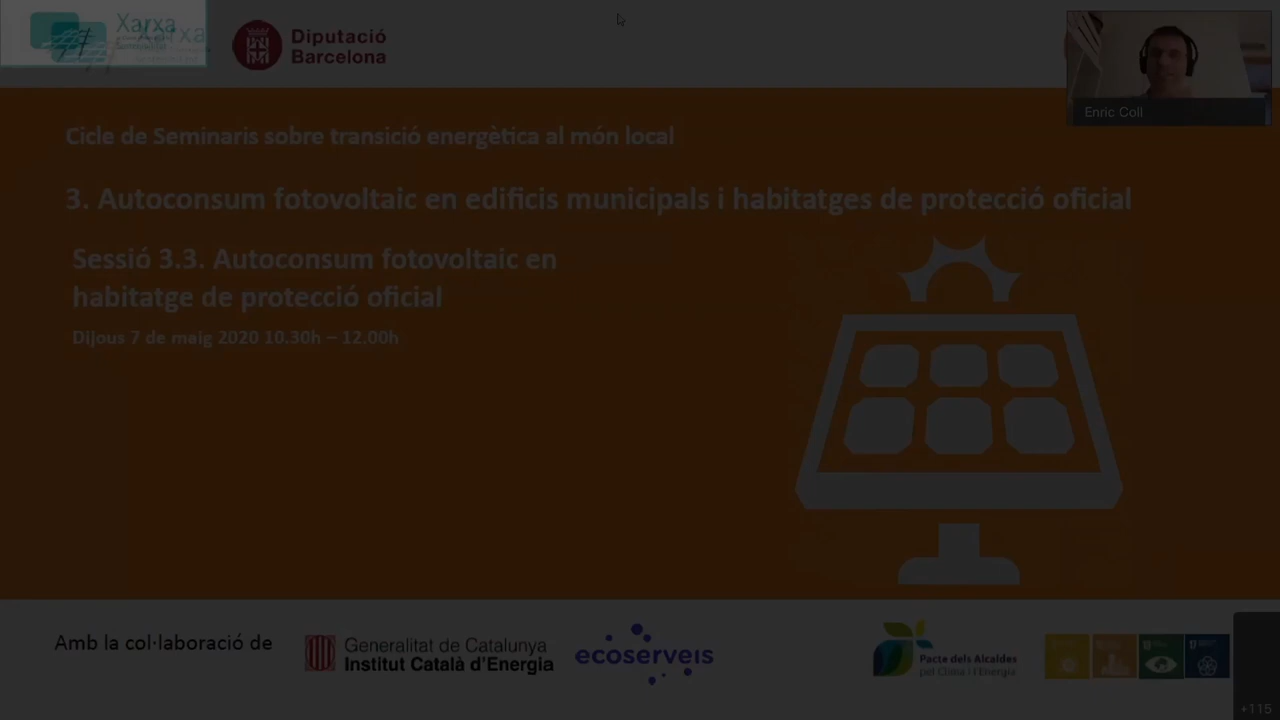 Xarxa
Diputació
Barcelona
Enric Coll
Cicle de Seminaris sobre transició energètica al món local
3. Autoconsum fotovoltaic en edificis municipals i habitatges de protecció oficial
Sessió 3.3. Autoconsum fotovoltaic en
habitatge de protecció oficial
Dijous 7 de maig 2020 10.30h – 12.00h
Amb la col·laboració de
Generalitat de Catalunya
Institut Català d'Energia
ecoserveis
Pacte dels Alcaldes
pel Clima i l'Energia
+115